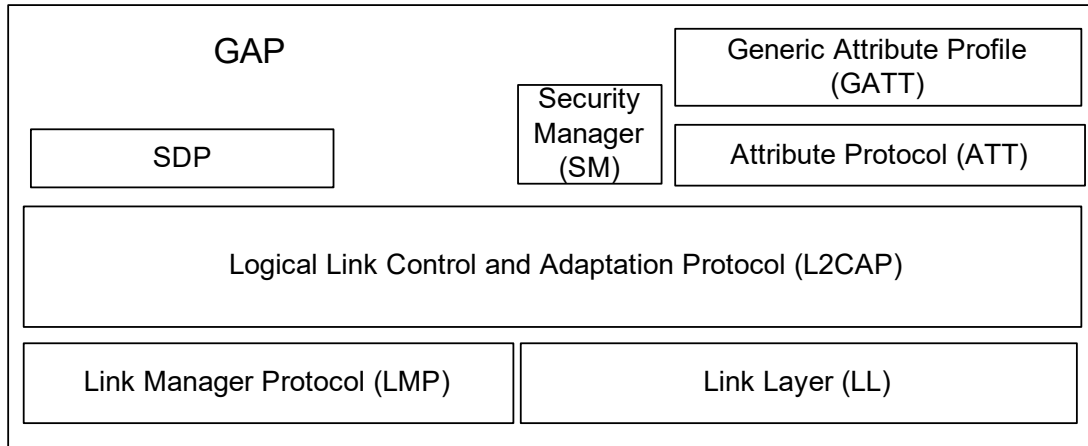 GAP
Generic Attribute Profile
(GATT)
Security
Manager
(SM)
SDP
Attribute Protocol (ATT)
Logical Link Control and Adaptation Protocol (L2CAP)
Link Manager Protocol (LMP)
Link Layer (LL)